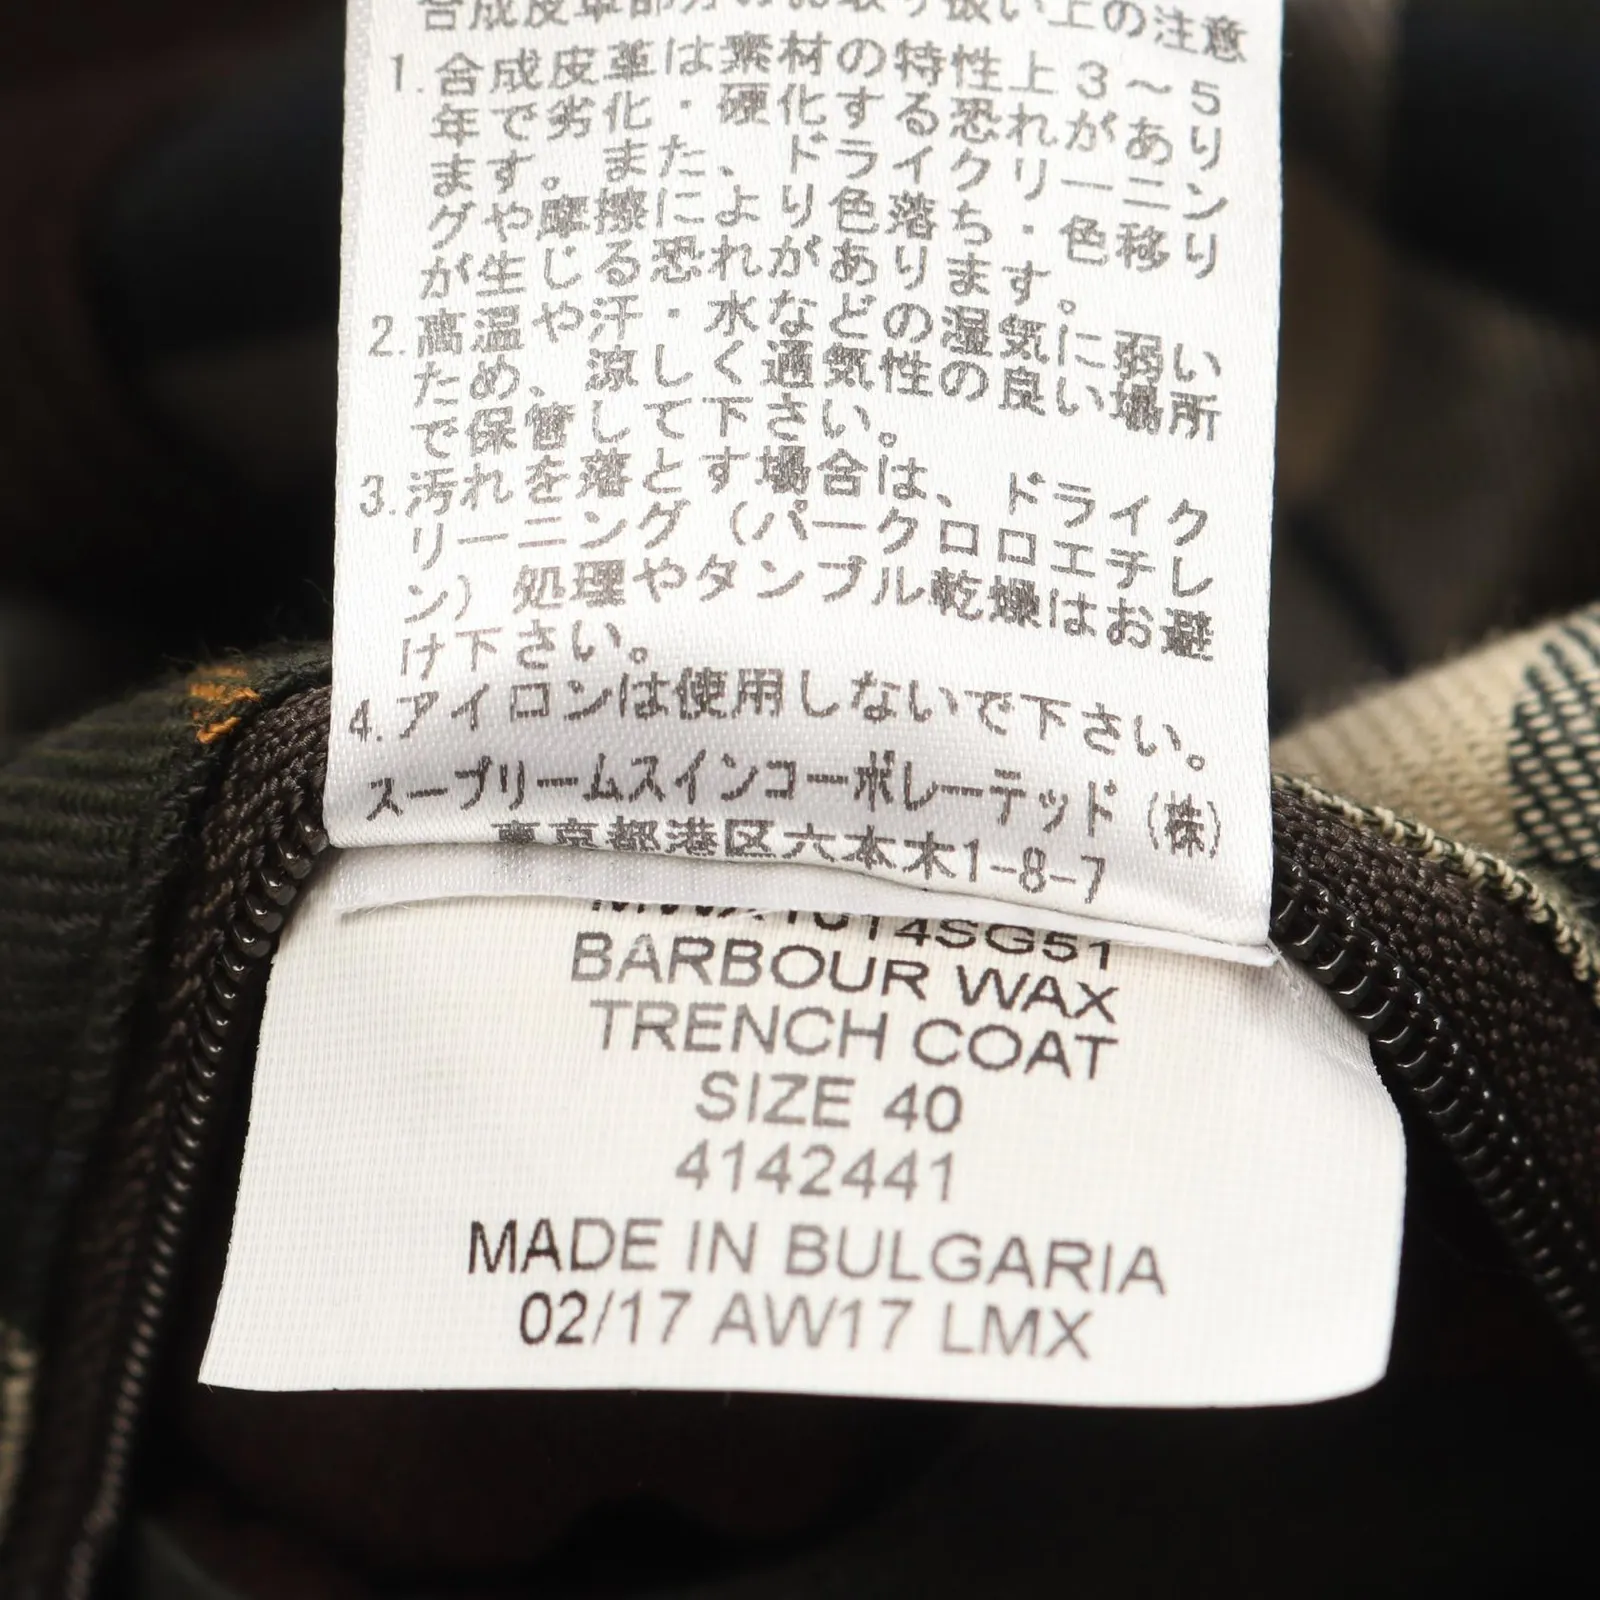 合成皮革部分のお取り扱い上の注意
1.合成皮革は素材の特性上3～5
年で劣化・硬化する恐れがあり
ます。また、ドライクリーニン
グや摩擦により色落ち・色移り
が生じる恐れがあります。
2.高温や汗・水などの湿気に弱い
ため、涼しく通気性の良い場所
で保管して下さい。
3.汚れを落とす場合は、ドライク
リーニング(パークロロエチレ
ン)処理やタンブル乾燥はお避
け下さい。
4.アイロンは使用しないで下さい。
スープリームスインコーポレーテッド(株)
東京都港区六本木1-8-7
BARBOUR WAX
TRENCH COAT
SIZE 40
4142441
MADE IN BULGARIA
02/17 AW17 LMX